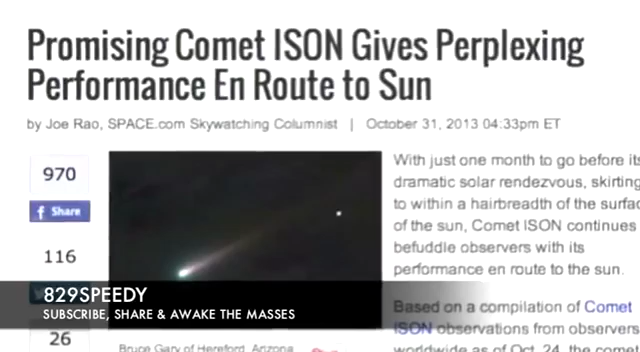 Promising Comet ISON Gives Perplexing
Performance En Route to Sun
by Joe Rao, SPACE.com Skywatching Columnist | October 31, 2013 04:33pm ET
970
f Share
116
26
With just one month to go before its
dramatic solar rendezvous, skirting
to within a hairbreadth of the surfac
of the sun, Comet ISON continues
befuddle observers with its
performance en route to the sun.
Based on a compilation of Comet
ISON observations from observers
worldwide as of Oct. 24, the comet
Bruce Gary of Hereford, Arizona
829SPEEDY
SUBSCRIBE, SHARE & AWAKE THE MASSES